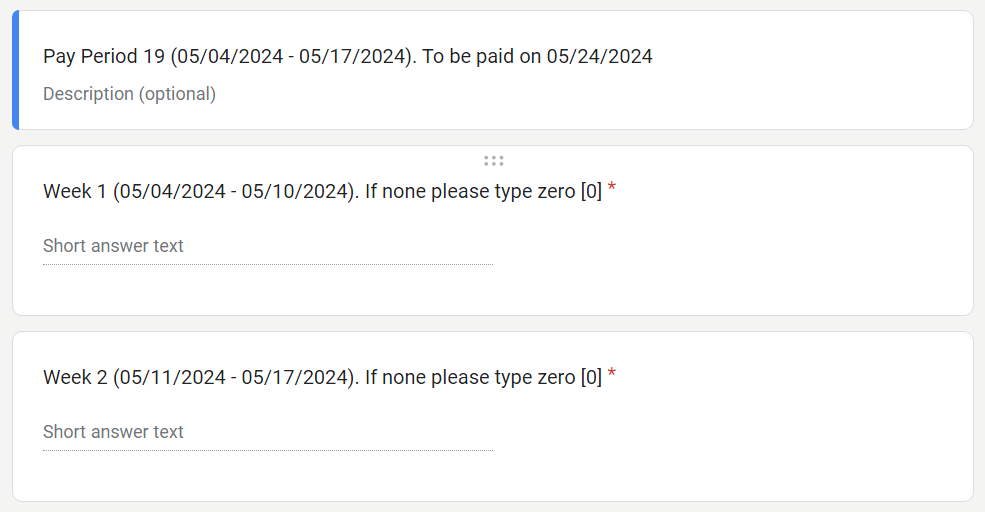 Pay Period 19 (05/04/2024 - 05/17/2024). To be paid on 05/24/2024
Description (optional)
Week 1 (05/04/2024 - 05/10/2024). If none please type zero [0] *
Short answer text
Week 2 (05/11/2024 - 05/17/2024). If none please type zero [0] *
Short answer text